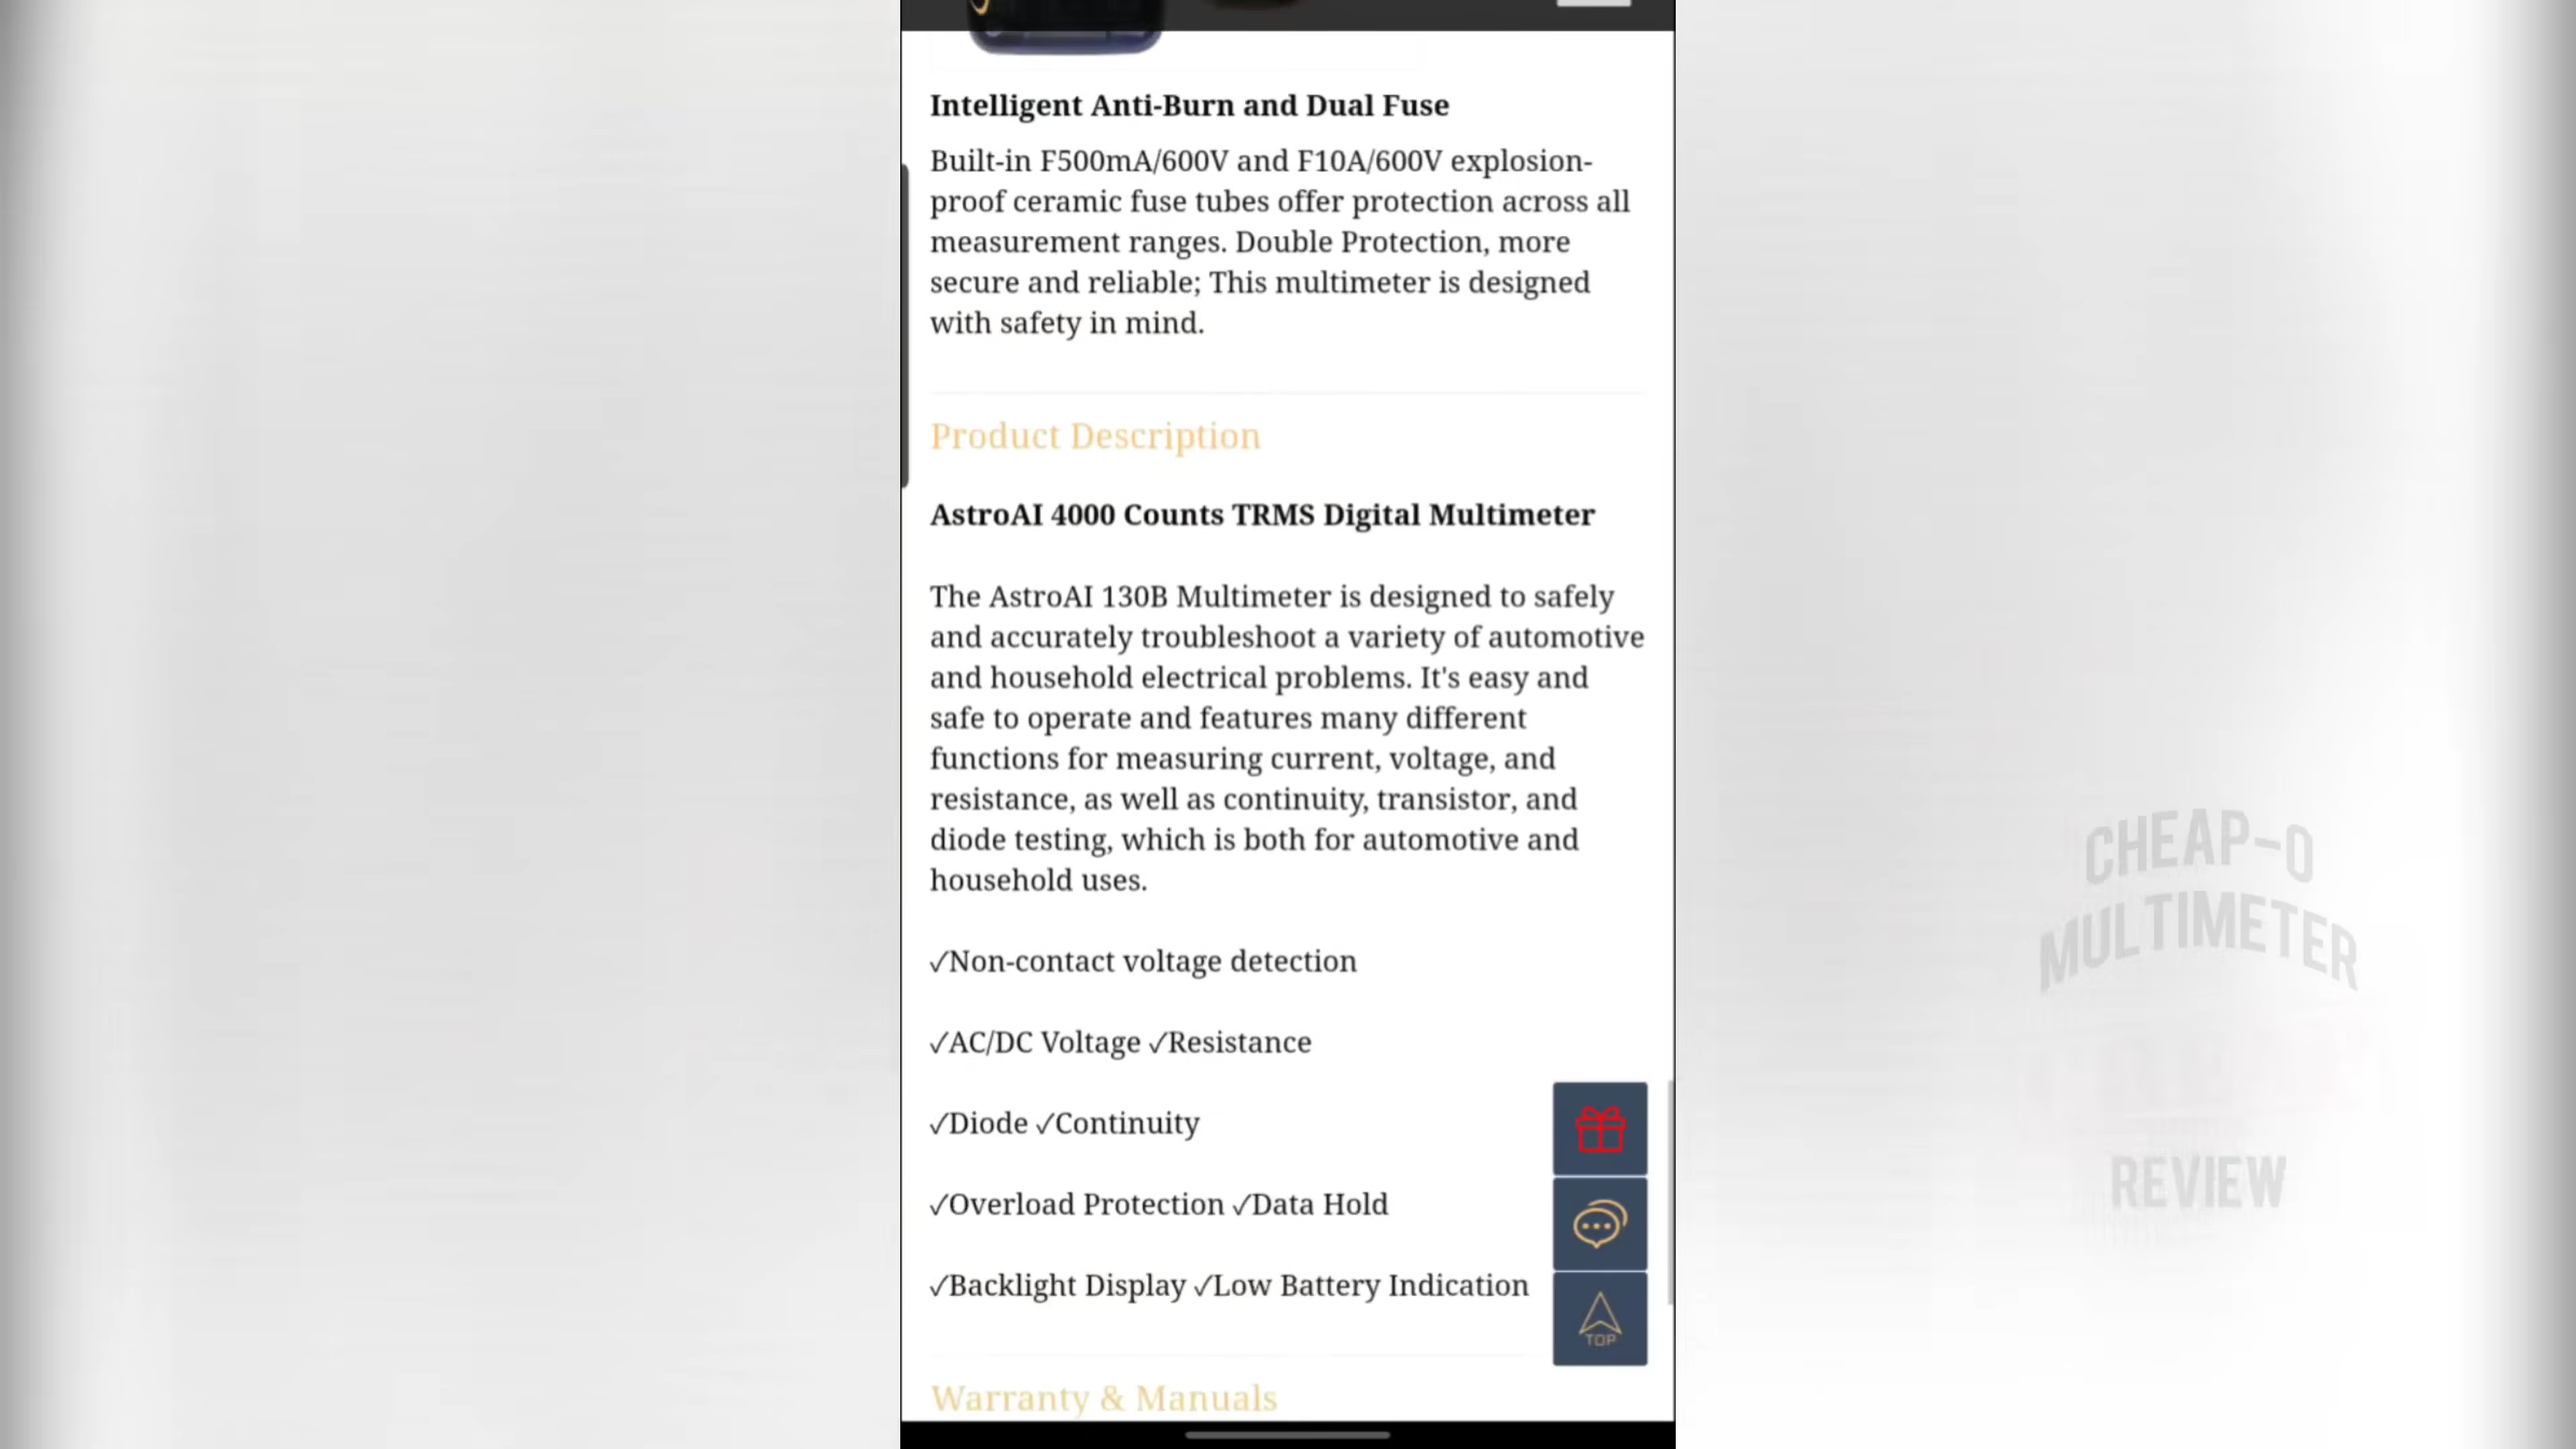 Intelligent Anti-Burn and Dual Fuse
Built-in F500mA/600V and F10A/600V explosion-
proof ceramic fuse tubes offer protection across all
measurement ranges. Double Protection, more
secure and reliable; This multimeter is designed
with safety in mind.
Product Description
AstroAI 4000 Counts TRMS Digital Multimeter
The AstroAI 130B Multimeter is designed to safely
and accurately troubleshoot a variety of automotive
and household electrical problems. It's easy and
safe to operate and features many different
functions for measuring current, voltage, and
resistance, as well as continuity, transistor, and
diode testing, which is both for automotive and
household uses.
✓Non-contact voltage detection
✓AC/DC Voltage ✓Resistance
✓Diode ✓Continuity
✓Overload Protection ✓Data Hold
✓Backlight Display ✓Low Battery Indication
TOP
Warranty & Manuals
CHEAP-O
MULTIMETER
REVIEW